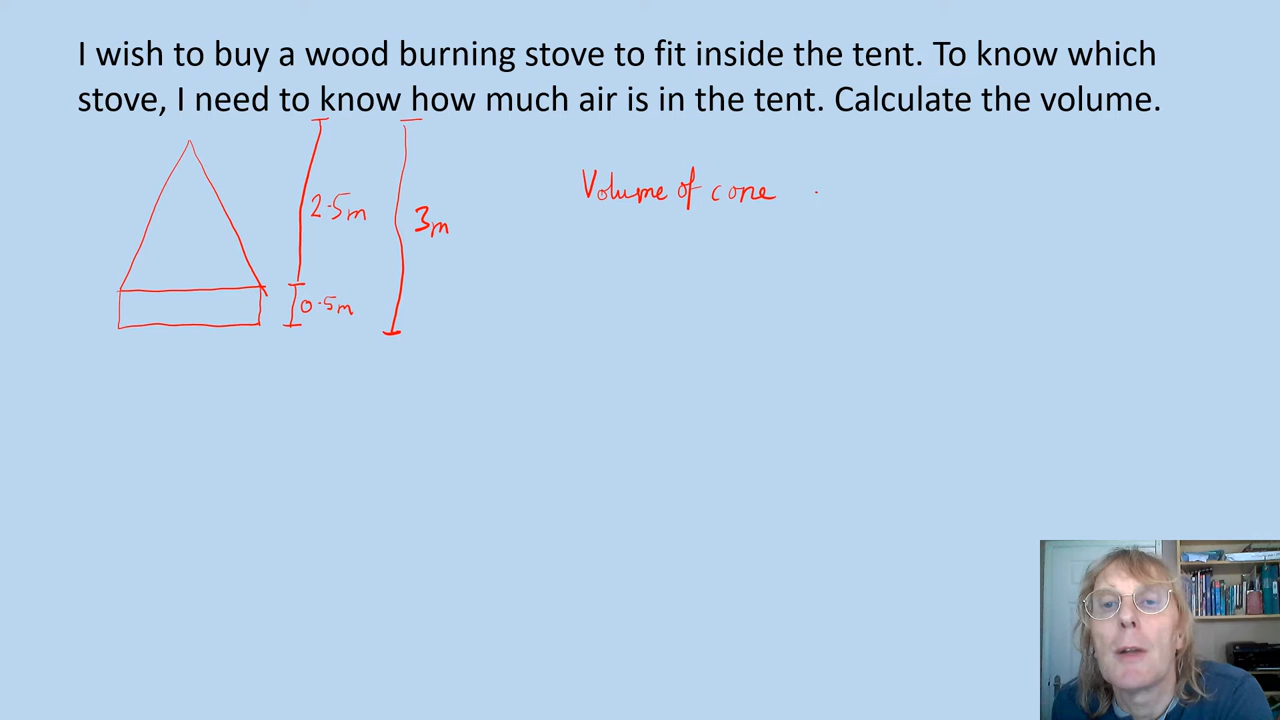 I wish to buy a wood burning stove to fit inside the tent. To know which
stove, I need to know how much air is in the tent. Calculate the volume.
Volume of cone
2.5m
3m
0.5m